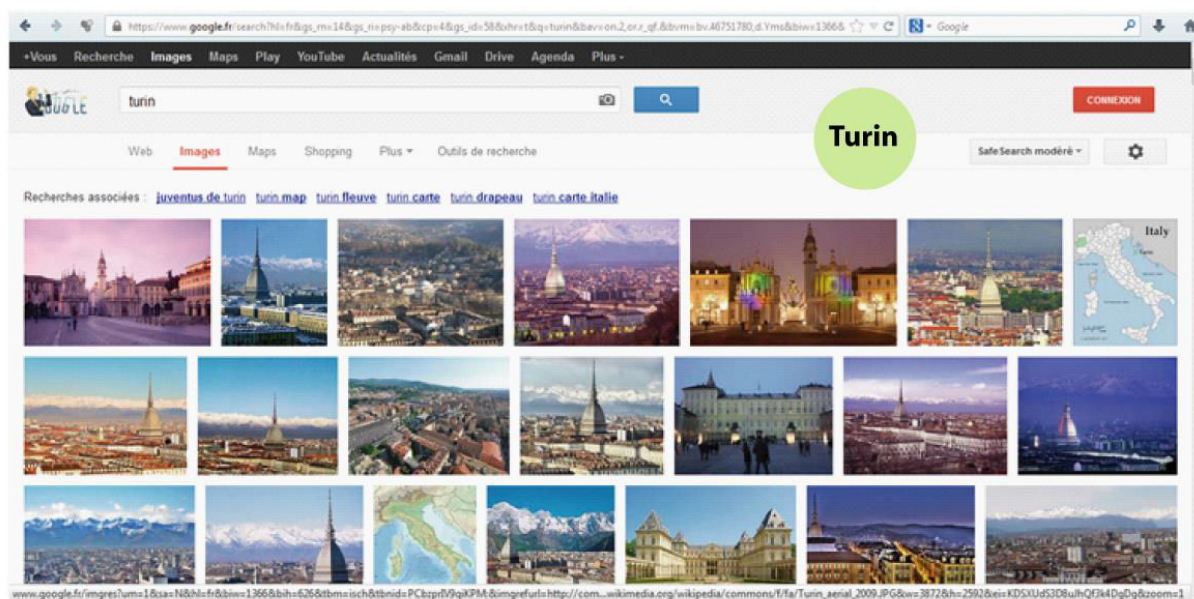 https://www.google.fr/search?hl=fr&gs_rn=14&gs_ri=psy-ab&cp=4&gs_id=58&xhr=t&q=turin&bav=on.2,or.r_qf.&bvm=bv.46751780,d.Yms&biw=1366& Google
+Vous Recherche Images Maps Play YouTube Actualités Gmail Drive Agenda Plus
turin CONNEXION
Turin
Web Images Maps Shopping Plus Outils de recherche SafeSearch modéré
Recherches associées : juventus de turin turin map turin fleuve turin carte turin drapeau turin carte italie
Italy
Turin
www.google.fr/imgres?um=1&sa=N&hl=fr&biw=1366&bih=626&tbm=isch&tbnid=PCbzprIV9qiKPM:&imgrefurl=http://com...wikimedia.org/wikipedia/commons/f/fa/Turin_aerial_2009.JPG&w=3872&h=2592&ei=KDSXUdS3D8uJhQf3k4DgDg&zoom=1